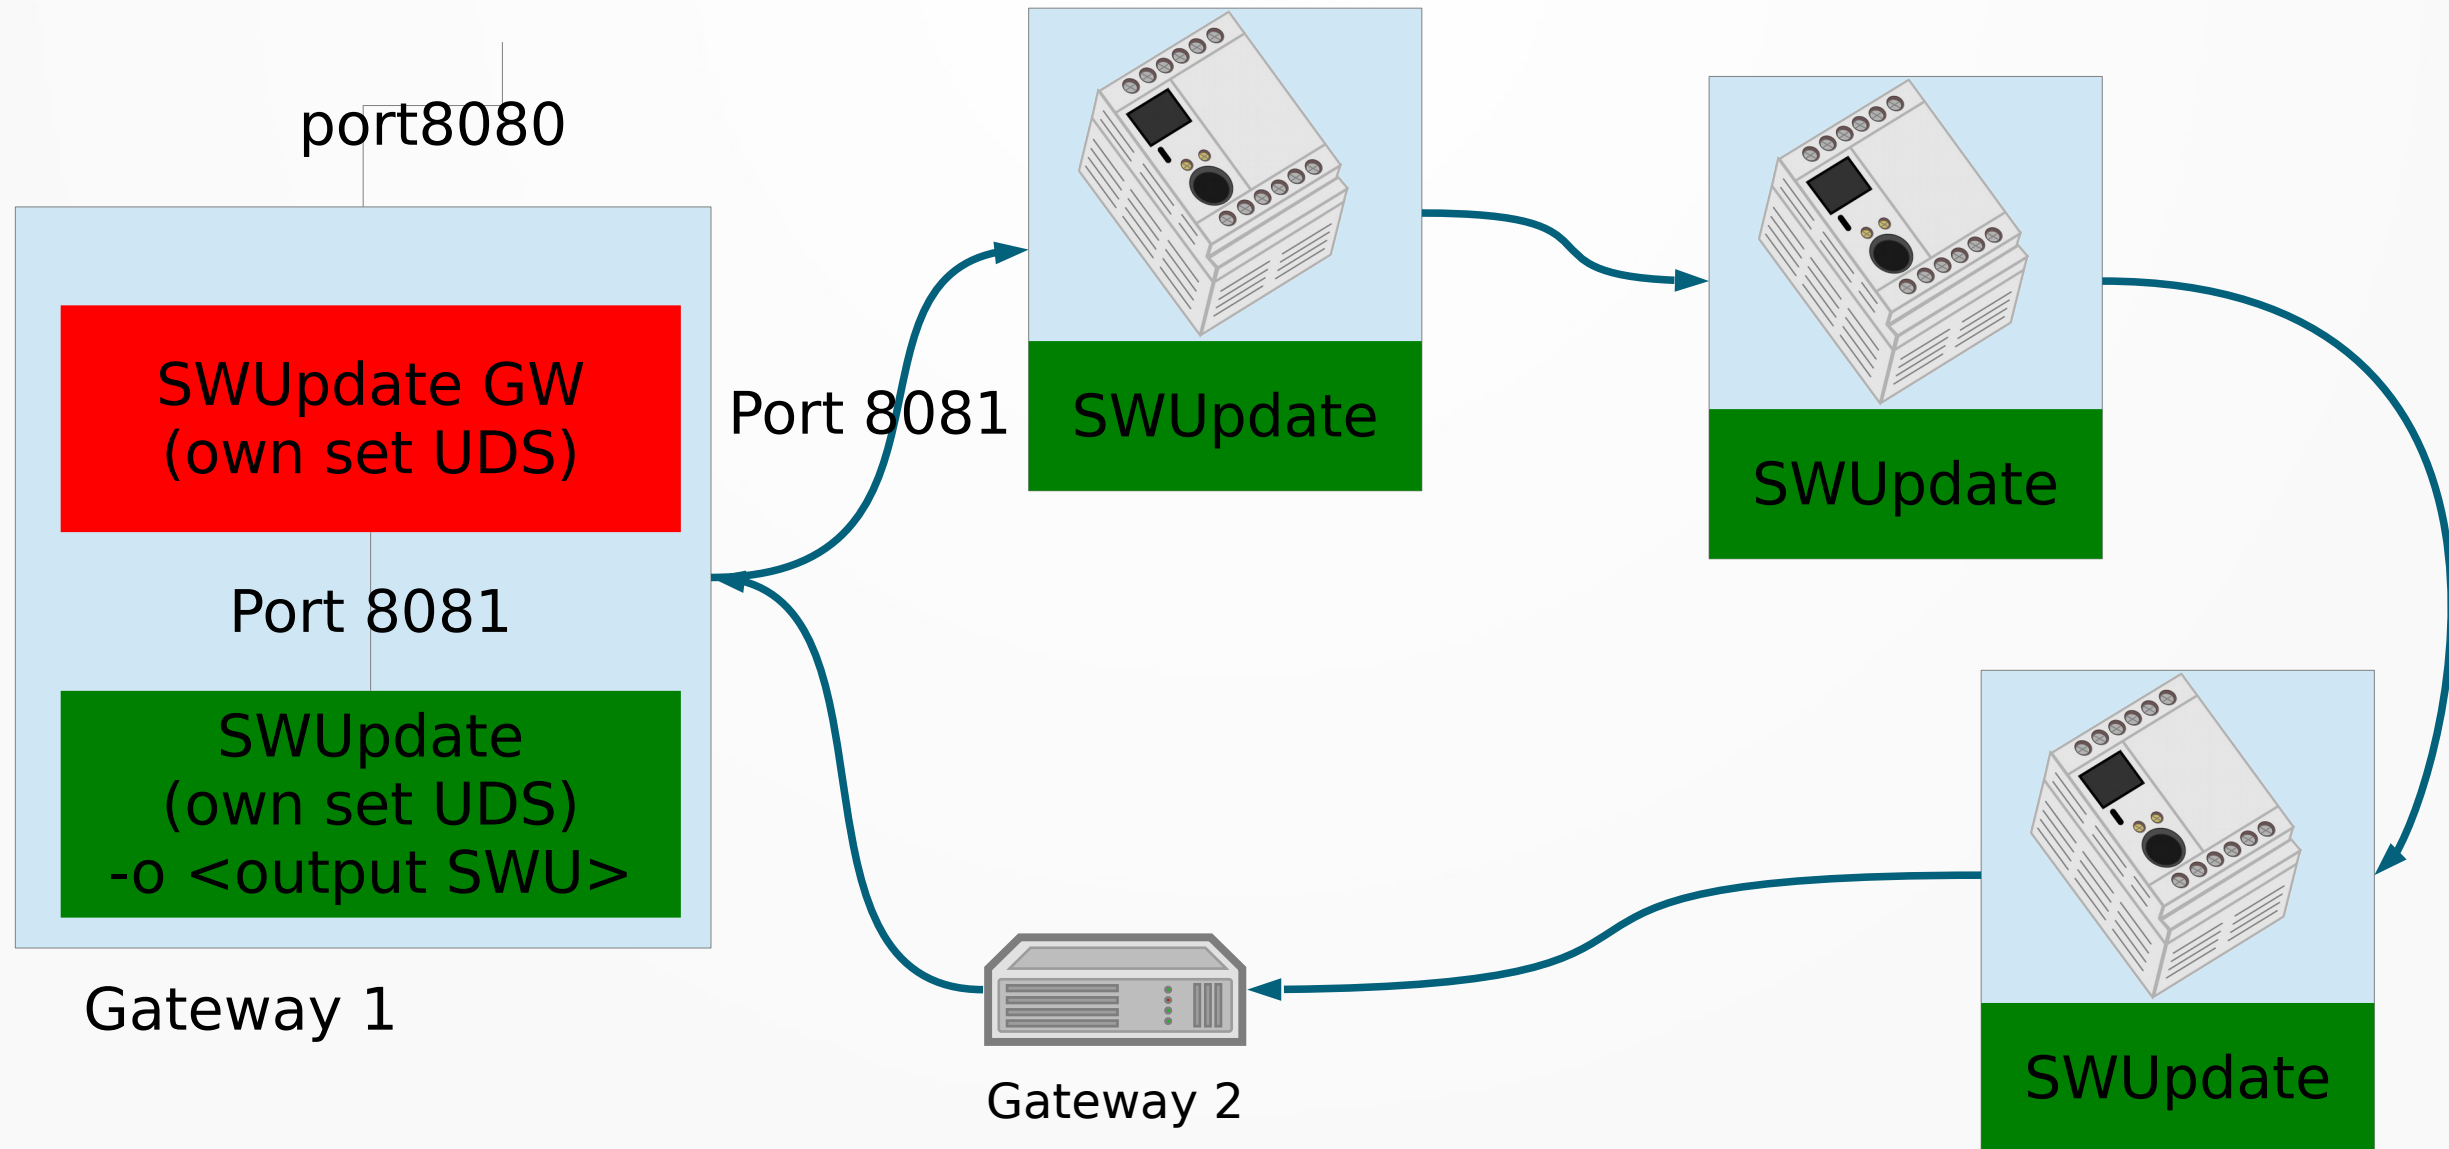 port8080
SWUpdate GW
(own set UDS)
Port 8081
SWUpdate
(own set UDS)
-o <output SWU>
Gateway 1
Port 8081
SWUpdate
SWUpdate
SWUpdate
Gateway 2